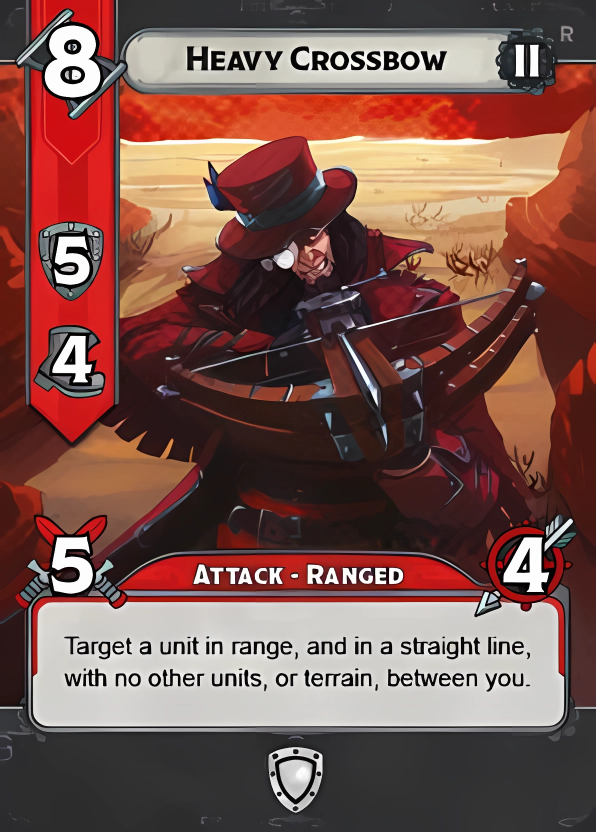 8
HEAVY CROSSBOW
II
R
5
4
5
ATTACK - RANGED
4
Target a unit in range, and in a straight line,
with no other units, or terrain, between you.